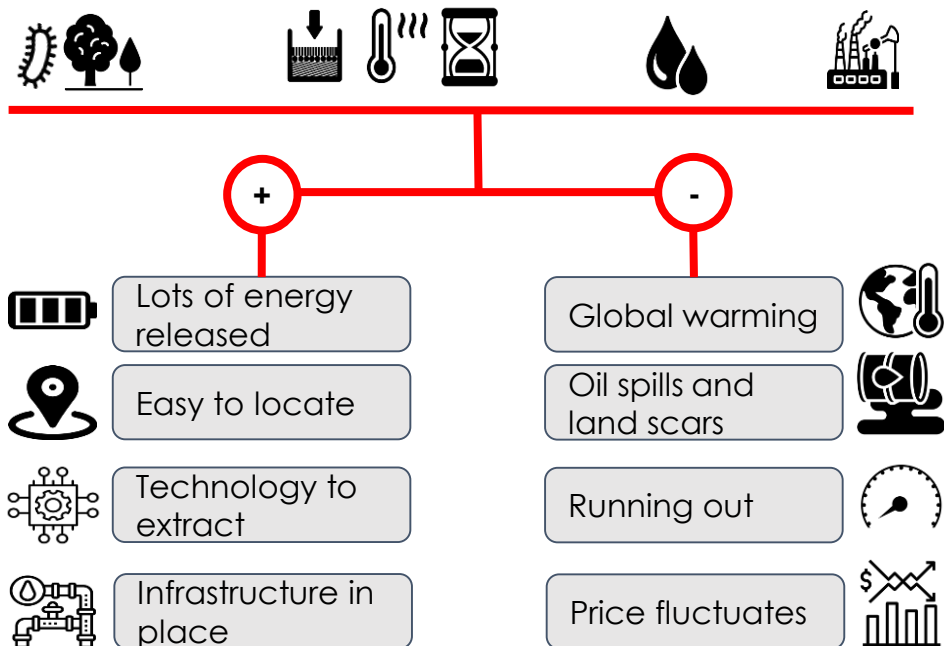 +
-
Lots of energy
released
Easy to locate
Technology to
extract
Infrastructure in
place
Global warming
Oil spills and
land scars
Running out
Price fluctuates
$